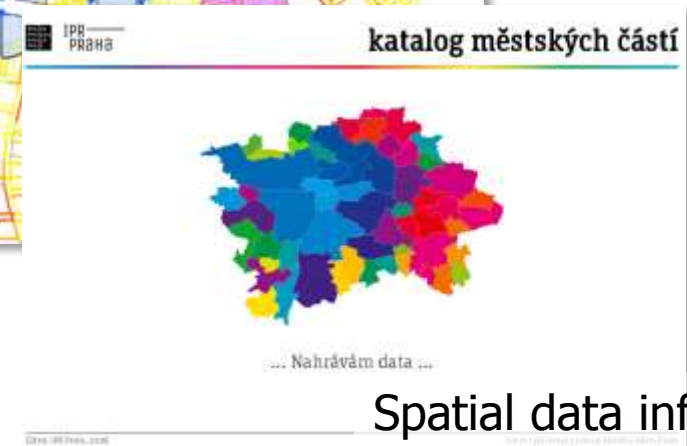 IPR
PRAHA
katalog městských částí
... Nahrávám data ...
Spatial data inf